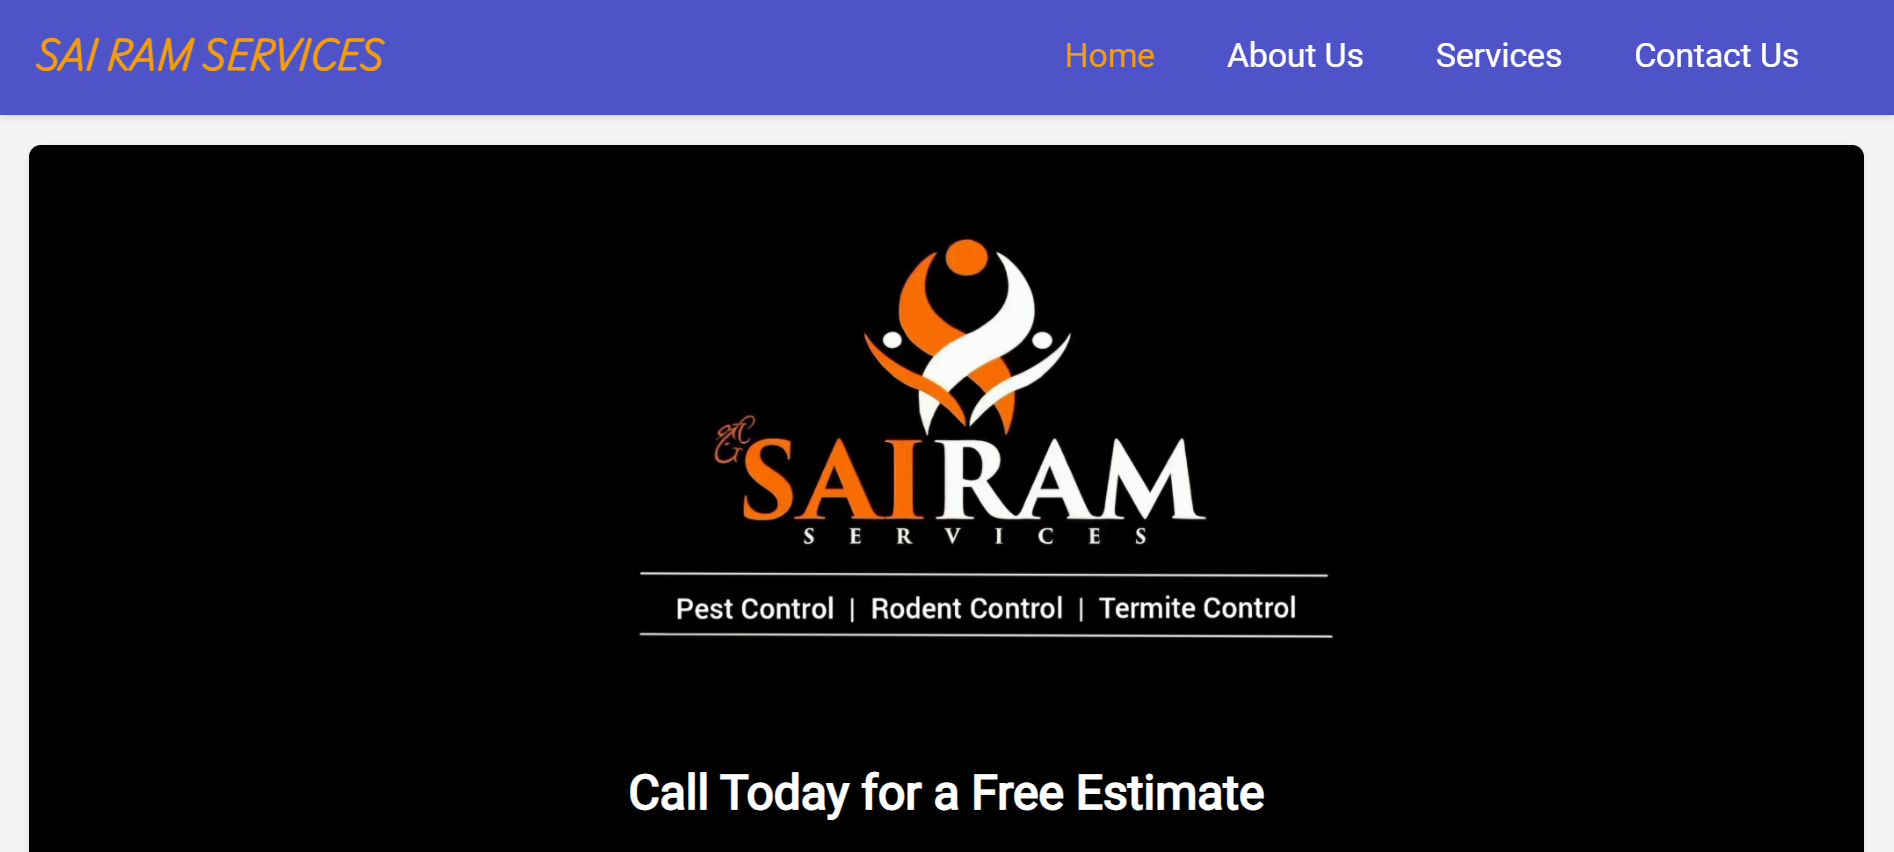 SAI RAM SERVICES
Home About Us Services Contact Us
श्री
SAIRAM
SERVICES
Pest Control | Rodent Control | Termite Control
Call Today for a Free Estimate